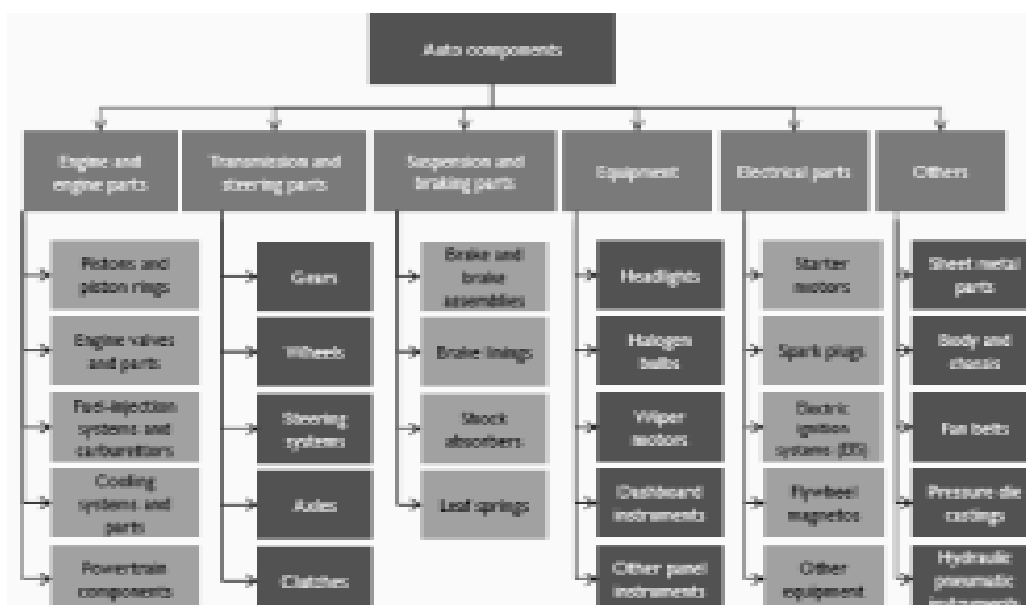 Auto components
Engine and
engine parts
Transmission and
steering parts
Suspension and
braking parts
Equipment
Electrical parts
Others
Pistons and
piston rings
Engine valves
and parts
Fuel-injection
systems and
carburettors
Cooling
systems and
parts
Powertrain
components
Gears
Wheels
Steering
systems
Axles
Clutches
Brake and
brake
assemblies
Brake linings
Shock
absorbers
Leaf springs
Headlights
Halogen
bulbs
Wiper
motors
Dashboard
instruments
Other panel
instruments
Starter
motors
Spark plugs
Electric
ignition
systems (EIS)
Flywheel
magnetos
Other
equipment
Sheet metal
parts
Body and
chassis
Fan belts
Pressure die
castings
Hydraulic
pneumatic